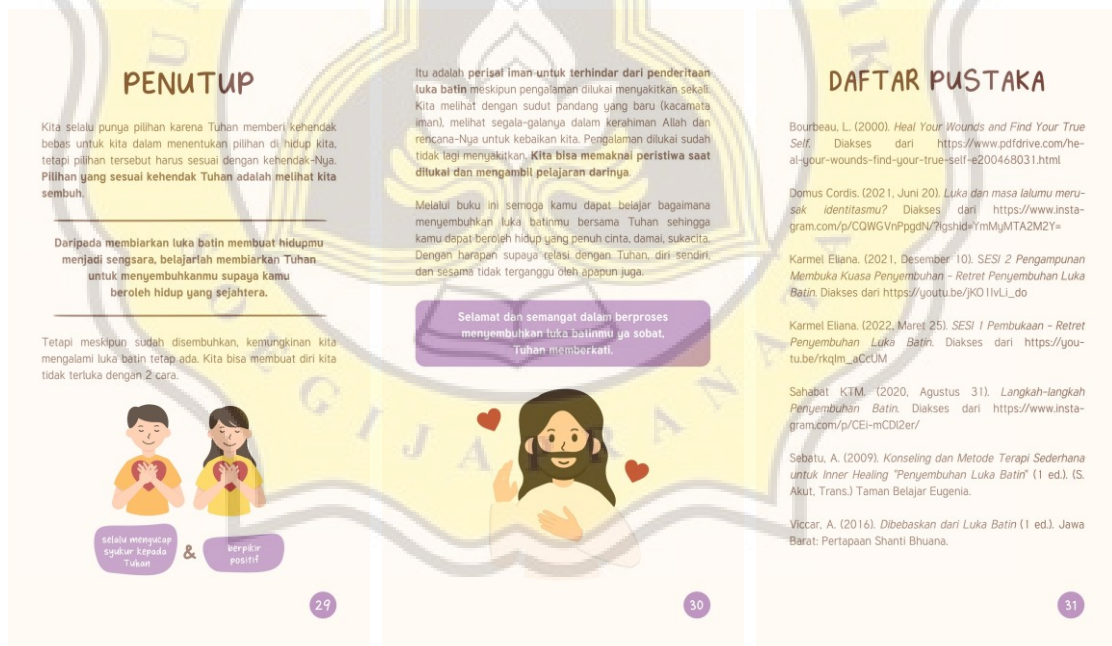 PENUTUP
Kita selalu punya pilihan karena Tuhan memberi kehendak
bebas untuk kita dalam menentukan pilihan di hidup kita,
tetapi pilihan tersebut harus sesuai dengan kehendak-Nya.
Pilihan yang sesuai kehendak Tuhan adalah melihat kita
sembuh.
Daripada membiarkan luka batin membuat hidupmu
menjadi sengsara, belajarlah membiarkan Tuhan
untuk menyembuhkanmu supaya kamu
beroleh hidup yang sejahtera.
Tetapi meskipun sudah disembuhkan, kemungkinan kita
mengalami luka batin tetap ada. Kita bisa membuat diri kita
tidak terluka dengan 2 cara.
selalu mengucap
syukur kepada
Tuhan
&
berpikir
positif
29
Itu adalah perisai iman untuk terhindar dari penderitaan
luka batin meskipun pengalaman dilukai menyakitkan sekali.
Kita melihat dengan sudut pandang yang baru (kacamata
iman), melihat segala-galanya dalam kerahiman Allah dan
rencana-Nya untuk kebaikan kita. Pengalaman dilukai sudah
tidak lagi menyakitkan. Kita bisa memaknai peristiwa saat
dilukai dan mengambil pelajaran darinya.
Melalui buku ini semoga kamu dapat belajar bagaimana
menyembuhkan luka batinmu bersama Tuhan sehingga
kamu dapat beroleh hidup yang penuh cinta, damai, sukacita.
Dengan harapan supaya relasi dengan Tuhan, diri sendiri,
dan sesama tidak terganggu oleh apapun juga.
Selamat dan semangat dalam berproses
menyembuhkan luka batinmu ya sobat,
Tuhan memberkati.
30
DAFTAR PUSTAKA
Bourbeau, L. (2000). Heal Your Wounds and Find Your True
Self. Diakses dari https://www.pdfdrive.com/he-
al-your-wounds-find-your-true-self-e200468031.html
Domus Cordis. (2021, Juni 20). Luka dan masa lalumu meru-
sak identitasmu? Diakses dari https://www.insta-
gram.com/p/CQWGVnPpgdN/?igshid=YmMyMTA2M2Y=
Karmel Eliana. (2021, Desember 10). SESI 2 Pengampunan
Membuka Kuasa Penyembuhan - Retret Penyembuhan Luka
Batin. Diakses dari https://youtu.be/jKO1IvLi_do
Karmel Eliana. (2022, Maret 25). SESI 1 Pembukaan - Retret
Penyembuhan Luka Batin. Diakses dari https://you-
tu.be/rkqIm_aCcUM
Sahabat KTM. (2020, Agustus 31). Langkah-langkah
Penyembuhan Batin. Diakses dari https://www.insta-
gram.com/p/CEi-mCDl2er/
Sebatu, A. (2009). Konseling dan Metode Terapi Sederhana
untuk Inner Healing "Penyembuhan Luka Batin" (1 ed.). (S.
Akut, Trans.) Taman Belajar Eugenia.
Viccar, A. (2016). Dibebaskan dari Luka Batin (1 ed.). Jawa
Barat: Pertapaan Shanti Bhuana.
31